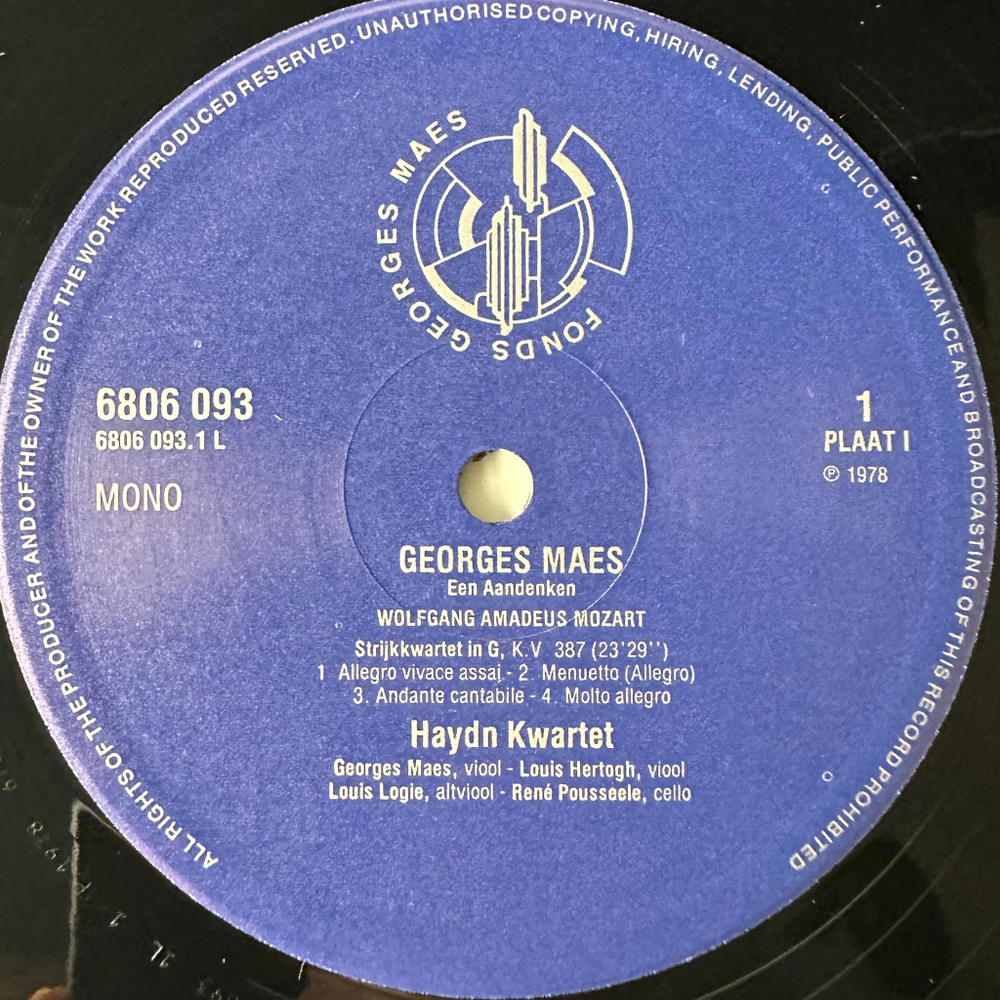 ALL RIGHTS OF THE PRODUCER AND OF THE OWNER OF THE WORK REPRODUCED RESERVED. UNAUTHORISED COPYING, HIRING, LENDING, PUBLIC PERFORMANCE AND BROADCASTING OF THIS RECORD PROHIBITED
FONDS GEORGES MAES
6806 093
6806 093.1 L
MONO
1
PLAAT I
℗ 1978
GEORGES MAES
Een Aandenken
WOLFGANG AMADEUS MOZART
Strijkkwartet in G, K.V 387 (23'29'')
1 Allegro vivace assai - 2. Menuetto (Allegro)
3. Andante cantabile - 4. Molto allegro
Haydn Kwartet
Georges Maes, viool - Louis Hertogh, viool
Louis Logie, altviool - René Pousseele, cello